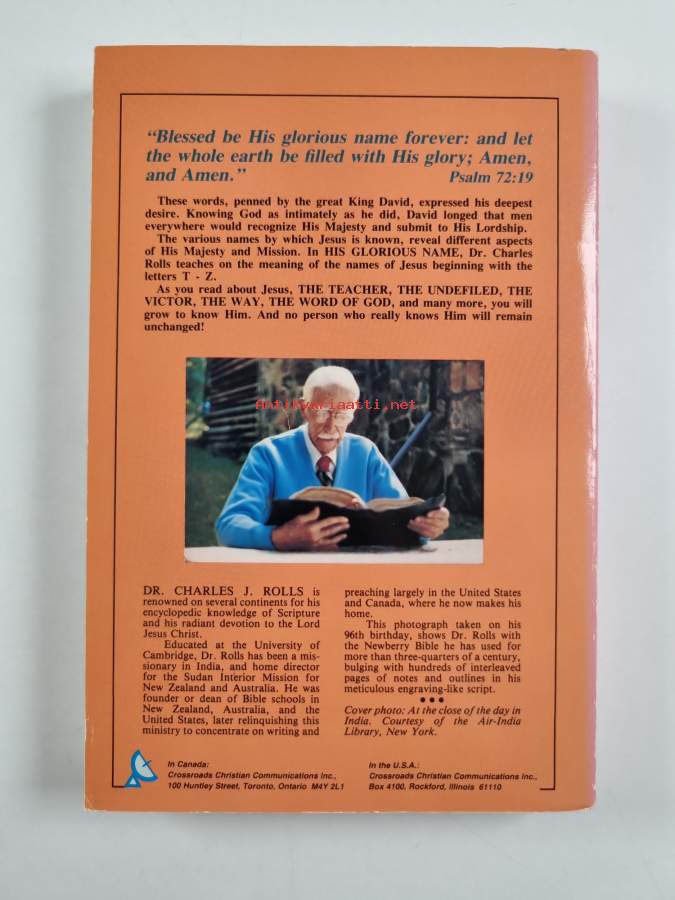 “Blessed be His glorious name forever: and let
the whole earth be filled with His glory; Amen,
and Amen.” Psalm 72:19
These words, penned by the great King David, expressed his deepest
desire. Knowing God as intimately as he did, David longed that men
everywhere would recognize His Majesty and submit to His Lordship.
The various names by which Jesus is known, reveal different aspects
of His Majesty and Mission. In HIS GLORIOUS NAME, Dr. Charles
Rolls teaches on the meaning of the names of Jesus beginning with the
letters T - Z.
As you read about Jesus, THE TEACHER, THE UNDEFILED, THE
VICTOR, THE WAY, THE WORD OF GOD, and many more, you will
grow to know Him. And no person who really knows Him will remain
unchanged!
Antikvariaatti.net
DR. CHARLES J. ROLLS is
renowned on several continents for his
encyclopedic knowledge of Scripture
and his radiant devotion to the Lord
Jesus Christ.
Educated at the University of
Cambridge, Dr. Rolls has been a mis-
sionary in India, and home director
for the Sudan Interior Mission for
New Zealand and Australia. He was
founder or dean of Bible schools in
New Zealand, Australia, and the
United States, later relinquishing this
ministry to concentrate on writing and
preaching largely in the United States
and Canada, where he now makes his
home.
This photograph taken on his
96th birthday, shows Dr. Rolls with
the Newberry Bible he has used for
more than three-quarters of a century,
bulging with hundreds of interleaved
pages of notes and outlines in his
meticulous engraving-like script.
• • •
Cover photo: At the close of the day in
India. Courtesy of the Air-India
Library, New York.
In Canada:
Crossroads Christian Communications Inc.,
100 Huntley Street, Toronto, Ontario M4Y 2L1
In the U.S.A.:
Crossroads Christian Communications Inc.,
Box 4100, Rockford, Illinois 61110